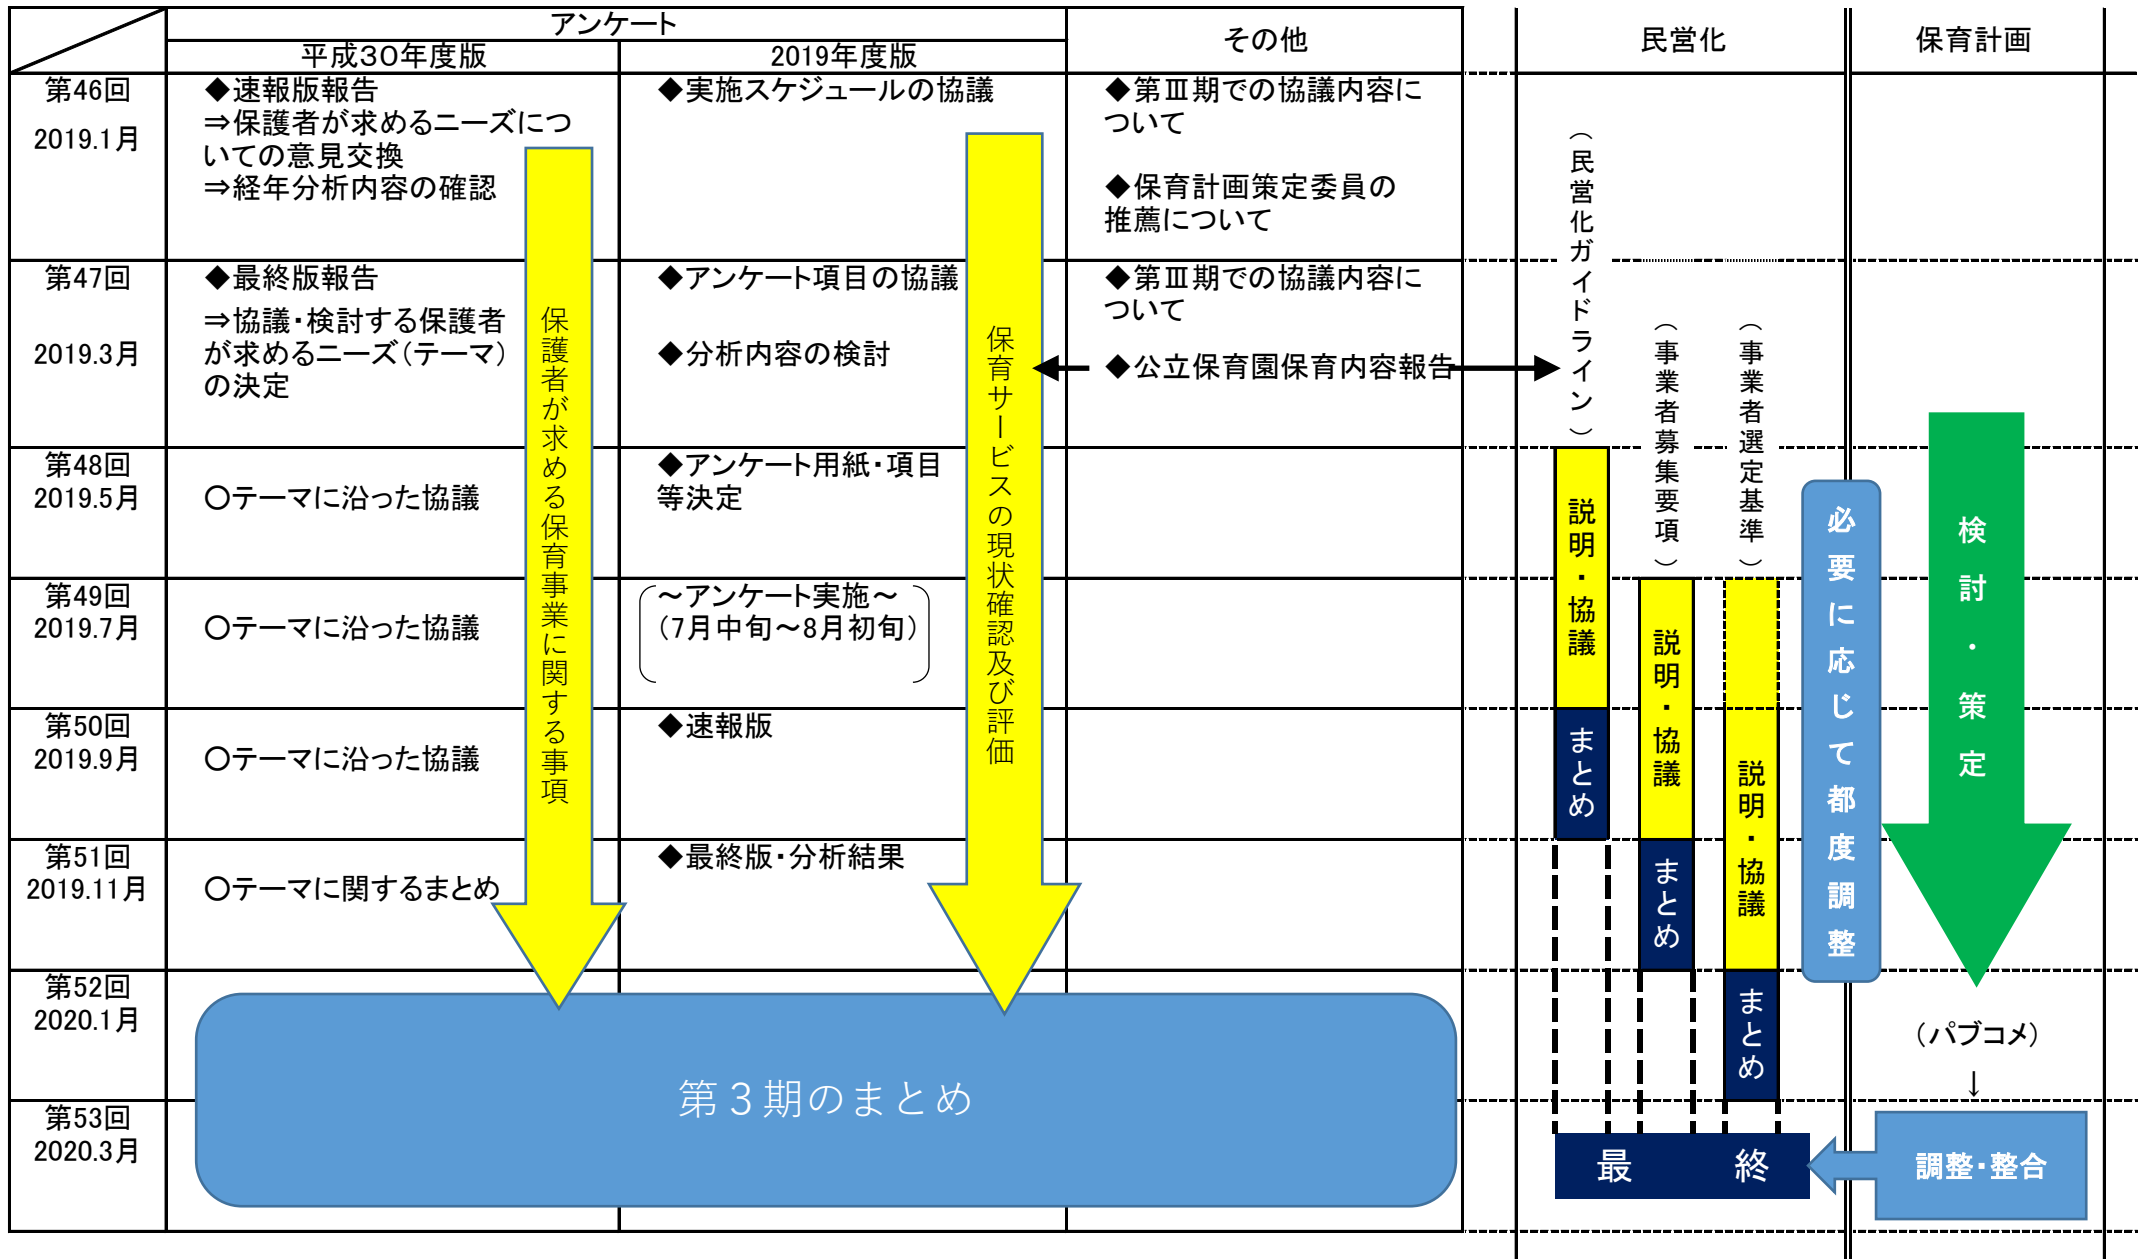 アンケート
その他
民営化
保育計画
平成30年度版
2019年度版
第46回
2019.1月
◆速報版報告
⇒保護者が求めるニーズにつ
いての意見交換
⇒経年分析内容の確認
◆実施スケジュールの協議
◆第Ⅲ期での協議内容に
ついて
◆保育計画策定委員の
推薦について
第47回
2019.3月
◆最終版報告
⇒協議・検討する保護者
が求めるニーズ（テーマ）
の決定
◆アンケート項目の協議
◆分析内容の検討
◆第Ⅲ期での協議内容に
ついて
◆公立保育園保育内容報告
第48回
2019.5月
○テーマに沿った協議
◆アンケート用紙・項目
等決定
第49回
2019.7月
○テーマに沿った協議
～アンケート実施～
（7月中旬～8月初旬）
第50回
2019.9月
○テーマに沿った協議
◆速報版
第51回
2019.11月
○テーマに関するまとめ
◆最終版・分析結果
第52回
2020.1月
第53回
2020.3月
保護者が求める保育事業に関する事項
保育サービスの現状確認及び評価
第３期のまとめ
（民営化ガイドライン）
説明・協議
まとめ
（事業者募集要項）
説明・協議
まとめ
（事業者選定基準）
説明・協議
まとめ
必要に応じて都度調整
検討・策定
（パブコメ）
↓
調整・整合
最終